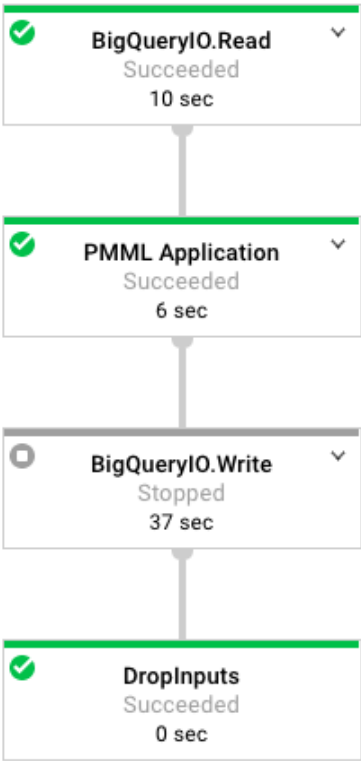 BigQueryIO.Read
Succeeded
10 sec
PMML Application
Succeeded
6 sec
BigQueryIO.Write
Stopped
37 sec
DropInputs
Succeeded
0 sec